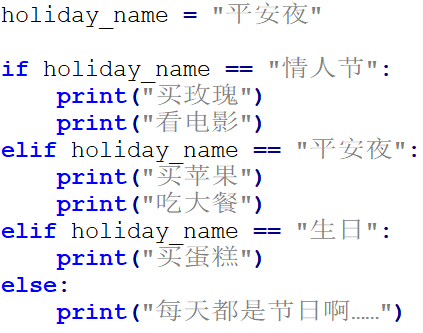 holiday_name = "平安夜"
if holiday_name == "情人节":
    print("买玫瑰")
    print("看电影")
elif holiday_name == "平安夜":
    print("买苹果")
    print("吃大餐")
elif holiday_name == "生日":
    print("买蛋糕")
else:
    print("每天都是节日啊……")